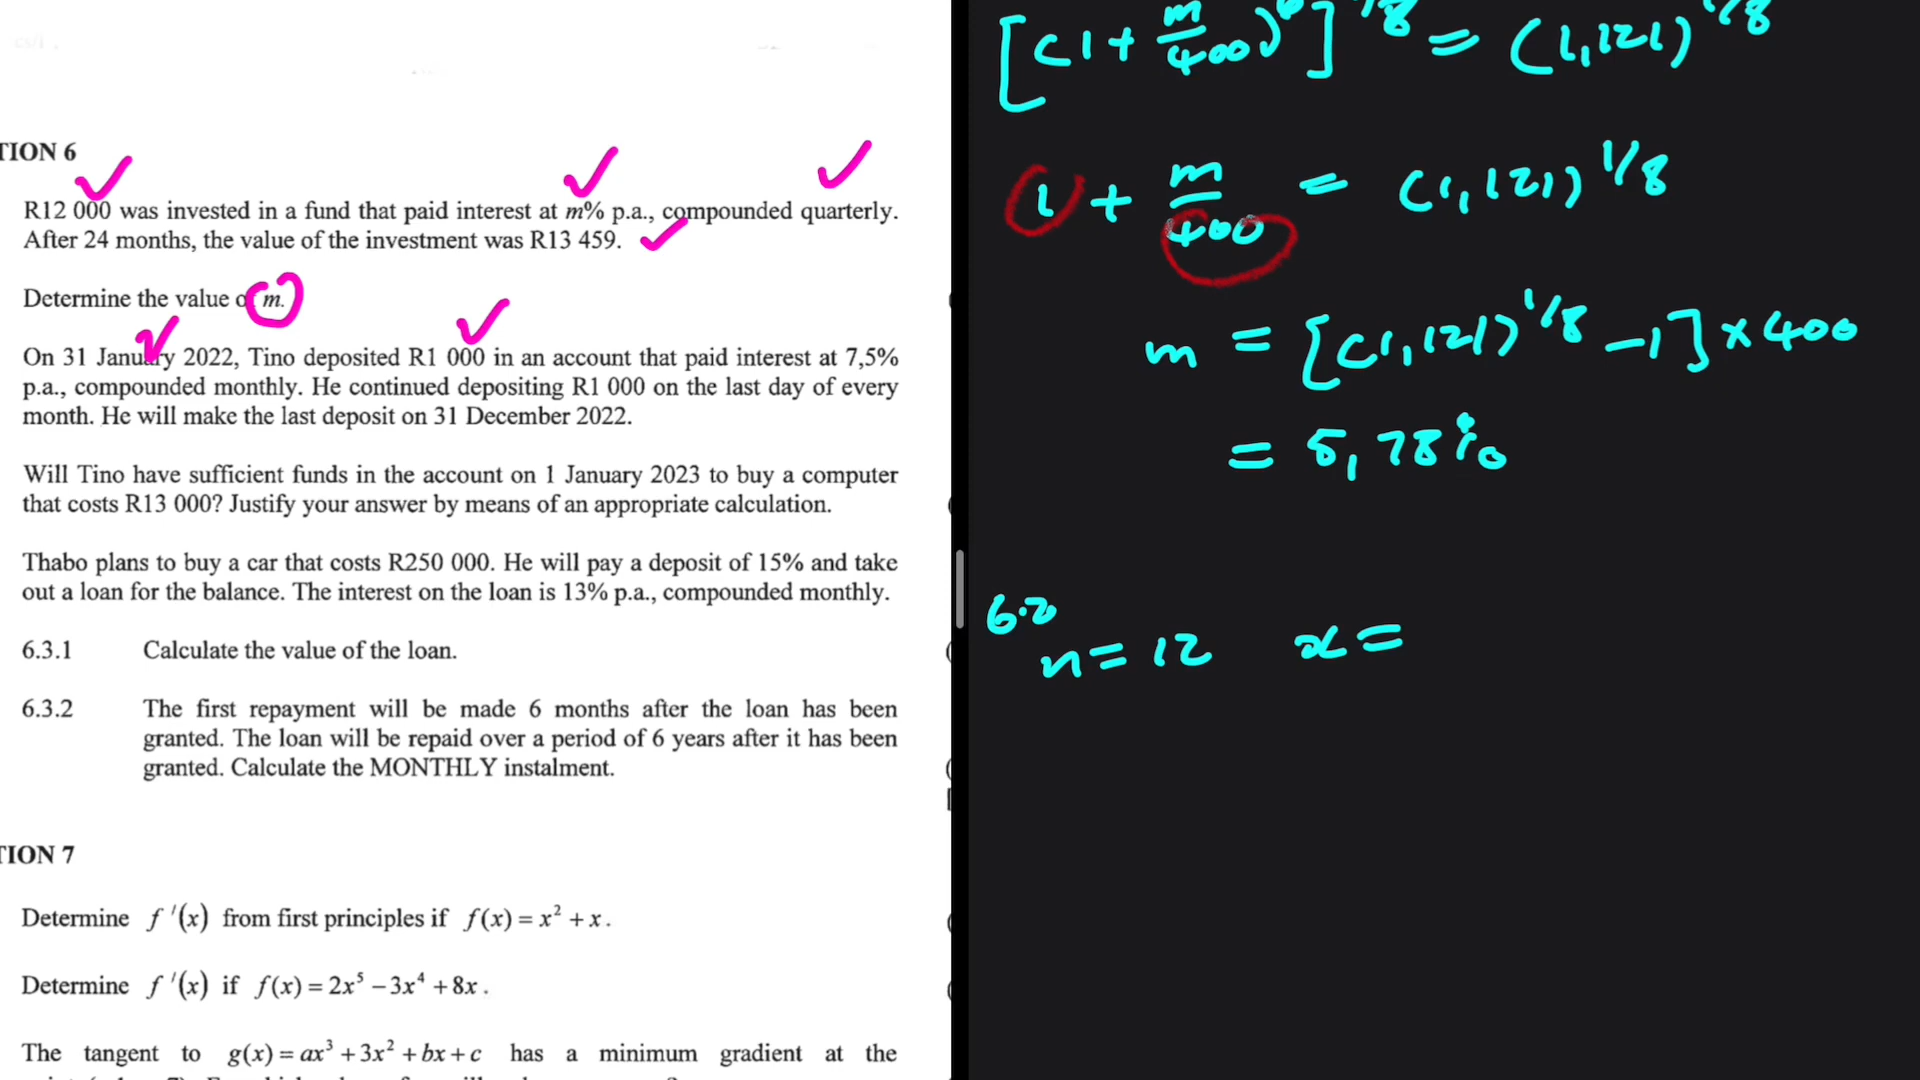 TION 6
R12 000 was invested in a fund that paid interest at m% p.a., compounded quarterly.
After 24 months, the value of the investment was R13 459.
Determine the value of m.
On 31 January 2022, Tino deposited R1 000 in an account that paid interest at 7,5%
p.a., compounded monthly. He continued depositing R1 000 on the last day of every
month. He will make the last deposit on 31 December 2022.
Will Tino have sufficient funds in the account on 1 January 2023 to buy a computer
that costs R13 000? Justify your answer by means of an appropriate calculation.
Thabo plans to buy a car that costs R250 000. He will pay a deposit of 15% and take
out a loan for the balance. The interest on the loan is 13% p.a., compounded monthly.
6.3.1 Calculate the value of the loan.
6.3.2 The first repayment will be made 6 months after the loan has been
granted. The loan will be repaid over a period of 6 years after it has been
granted. Calculate the MONTHLY instalment.
TION 7
Determine f '(x) from first principles if f(x) = x² + x.
Determine f '(x) if f(x) = 2x⁵ − 3x⁴ + 8x.
The tangent to g(x) = ax³ + 3x² + bx + c has a minimum gradient at the
[(1 + m/400)⁸]^1/8 = (1,121)^1/8
1 + m/400 = (1,121)^1/8
m = [(1,121)^1/8 − 1] × 400
= 5,78%
6.2
n = 12 x =